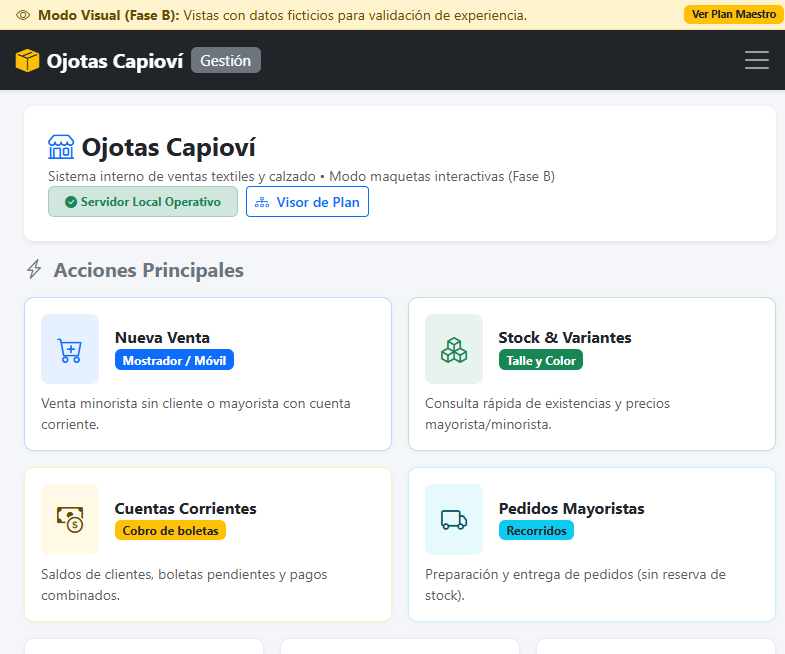 Modo Visual (Fase B): Vistas con datos ficticios para validación de experiencia.
Ver Plan Maestro
Ojotas Capioví
Gestión
Ojotas Capioví
Sistema interno de ventas textiles y calzado • Modo maquetas interactivas (Fase B)
Servidor Local Operativo
Visor de Plan
Acciones Principales
Nueva Venta
Mostrador / Móvil
Venta minorista sin cliente o mayorista con cuenta
corriente.
Stock & Variantes
Talle y Color
Consulta rápida de existencias y precios
mayorista/minorista.
Cuentas Corrientes
Cobro de boletas
Saldos de clientes, boletas pendientes y pagos
combinados.
Pedidos Mayoristas
Recorridos
Preparación y entrega de pedidos (sin reserva de
stock).